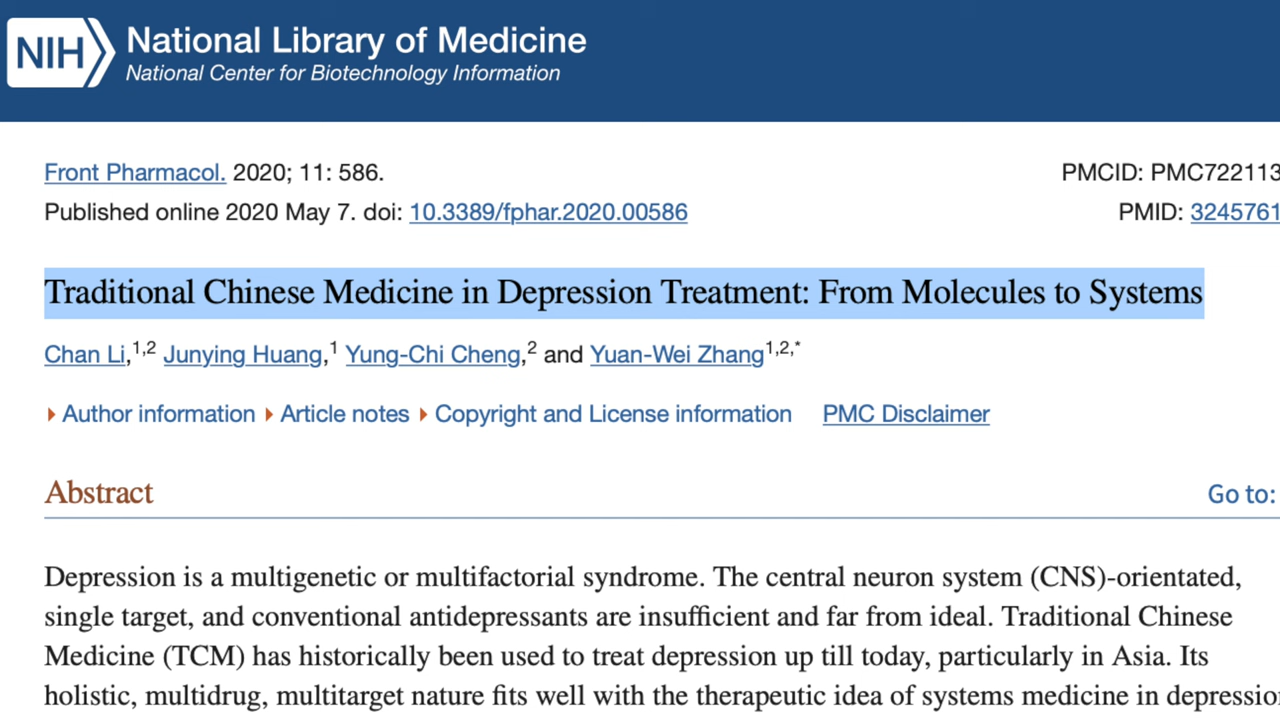 NIH National Library of Medicine
National Center for Biotechnology Information
Front Pharmacol. 2020; 11: 586.
PMCID: PMC722113
Published online 2020 May 7. doi: 10.3389/fphar.2020.00586
PMID: 3245761
Traditional Chinese Medicine in Depression Treatment: From Molecules to Systems
Chan Li,1,2 Junying Huang,1 Yung-Chi Cheng,2 and Yuan-Wei Zhang1,2,*
Author information Article notes Copyright and License information PMC Disclaimer
Abstract
Go to:
Depression is a multigenetic or multifactorial syndrome. The central neuron system (CNS)-orientated,
single target, and conventional antidepressants are insufficient and far from ideal. Traditional Chinese
Medicine (TCM) has historically been used to treat depression up till today, particularly in Asia. Its
holistic, multidrug, multitarget nature fits well with the therapeutic idea of systems medicine in depressio